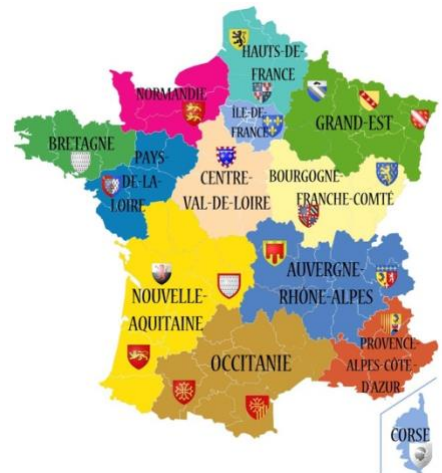 HAUTS-DE-
FRANCE
NORMANDIE
ÎLE-DE-
FRANCE
GRAND-EST
BRETAGNE
PAYS-
DE-LA-
LOIRE
CENTRE-
VAL-DE-LOIRE
BOURGOGNE-
FRANCHE-COMTÉ
NOUVELLE-
AQUITAINE
AUVERGNE-
RHÔNE-ALPES
OCCITANIE
PROVENCE
ALPES-CÔTE-
D'AZUR
CORSE